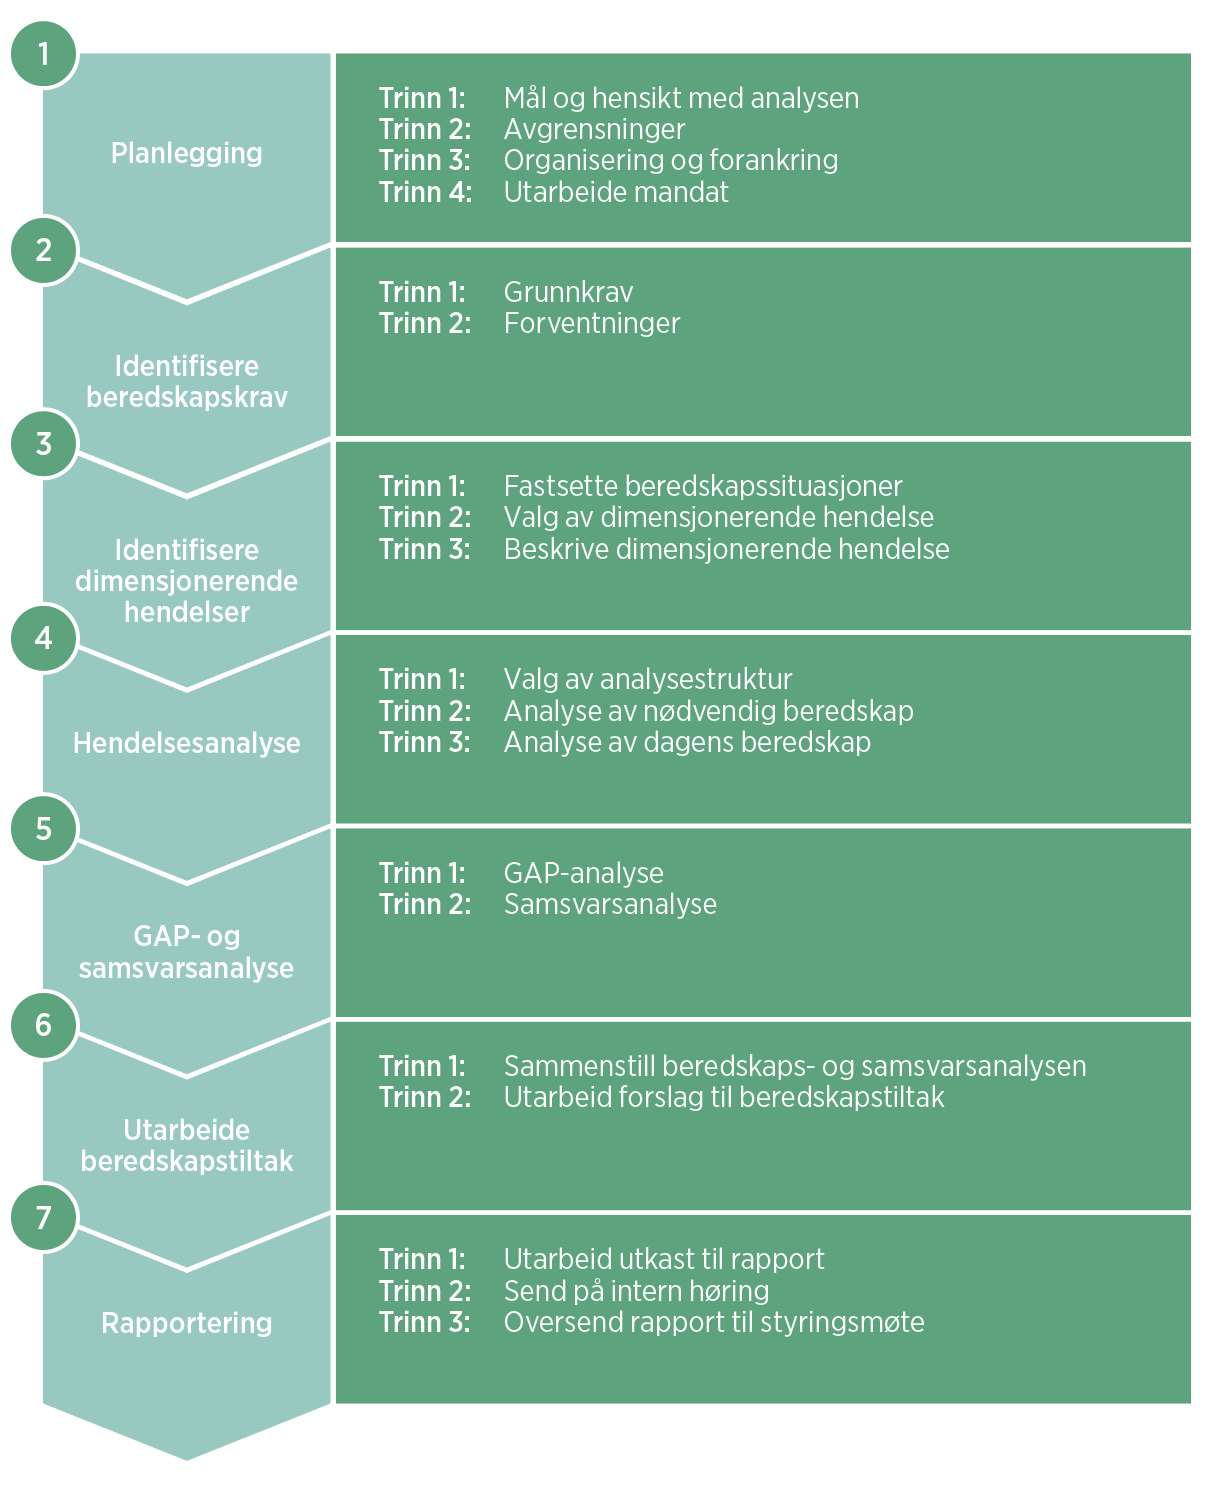 1
Planlegging
Trinn 1: Mål og hensikt med analysen
Trinn 2: Avgrensninger
Trinn 3: Organisering og forankring
Trinn 4: Utarbeide mandat
2
Identifisere
beredskapskrav
Trinn 1: Grunnkrav
Trinn 2: Forventninger
3
Identifisere
dimensjonerende
hendelser
Trinn 1: Fastsette beredskapssituasjoner
Trinn 2: Valg av dimensjonerende hendelse
Trinn 3: Beskrive dimensjonerende hendelse
4
Hendelsesanalyse
Trinn 1: Valg av analysestruktur
Trinn 2: Analyse av nødvendig beredskap
Trinn 3: Analyse av dagens beredskap
5
GAP- og
samsvarsanalyse
Trinn 1: GAP-analyse
Trinn 2: Samsvarsanalyse
6
Utarbeide
beredskapstiltak
Trinn 1: Sammenstill beredskaps- og samsvarsanalysen
Trinn 2: Utarbeid forslag til beredskapstiltak
7
Rapportering
Trinn 1: Utarbeid utkast til rapport
Trinn 2: Send på intern høring
Trinn 3: Oversend rapport til styringsmøte